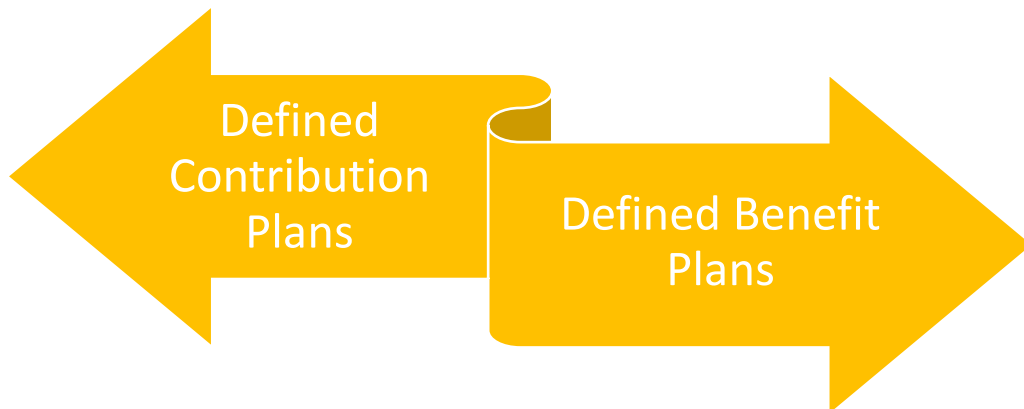 Defined
Contribution
Plans
Defined Benefit
Plans